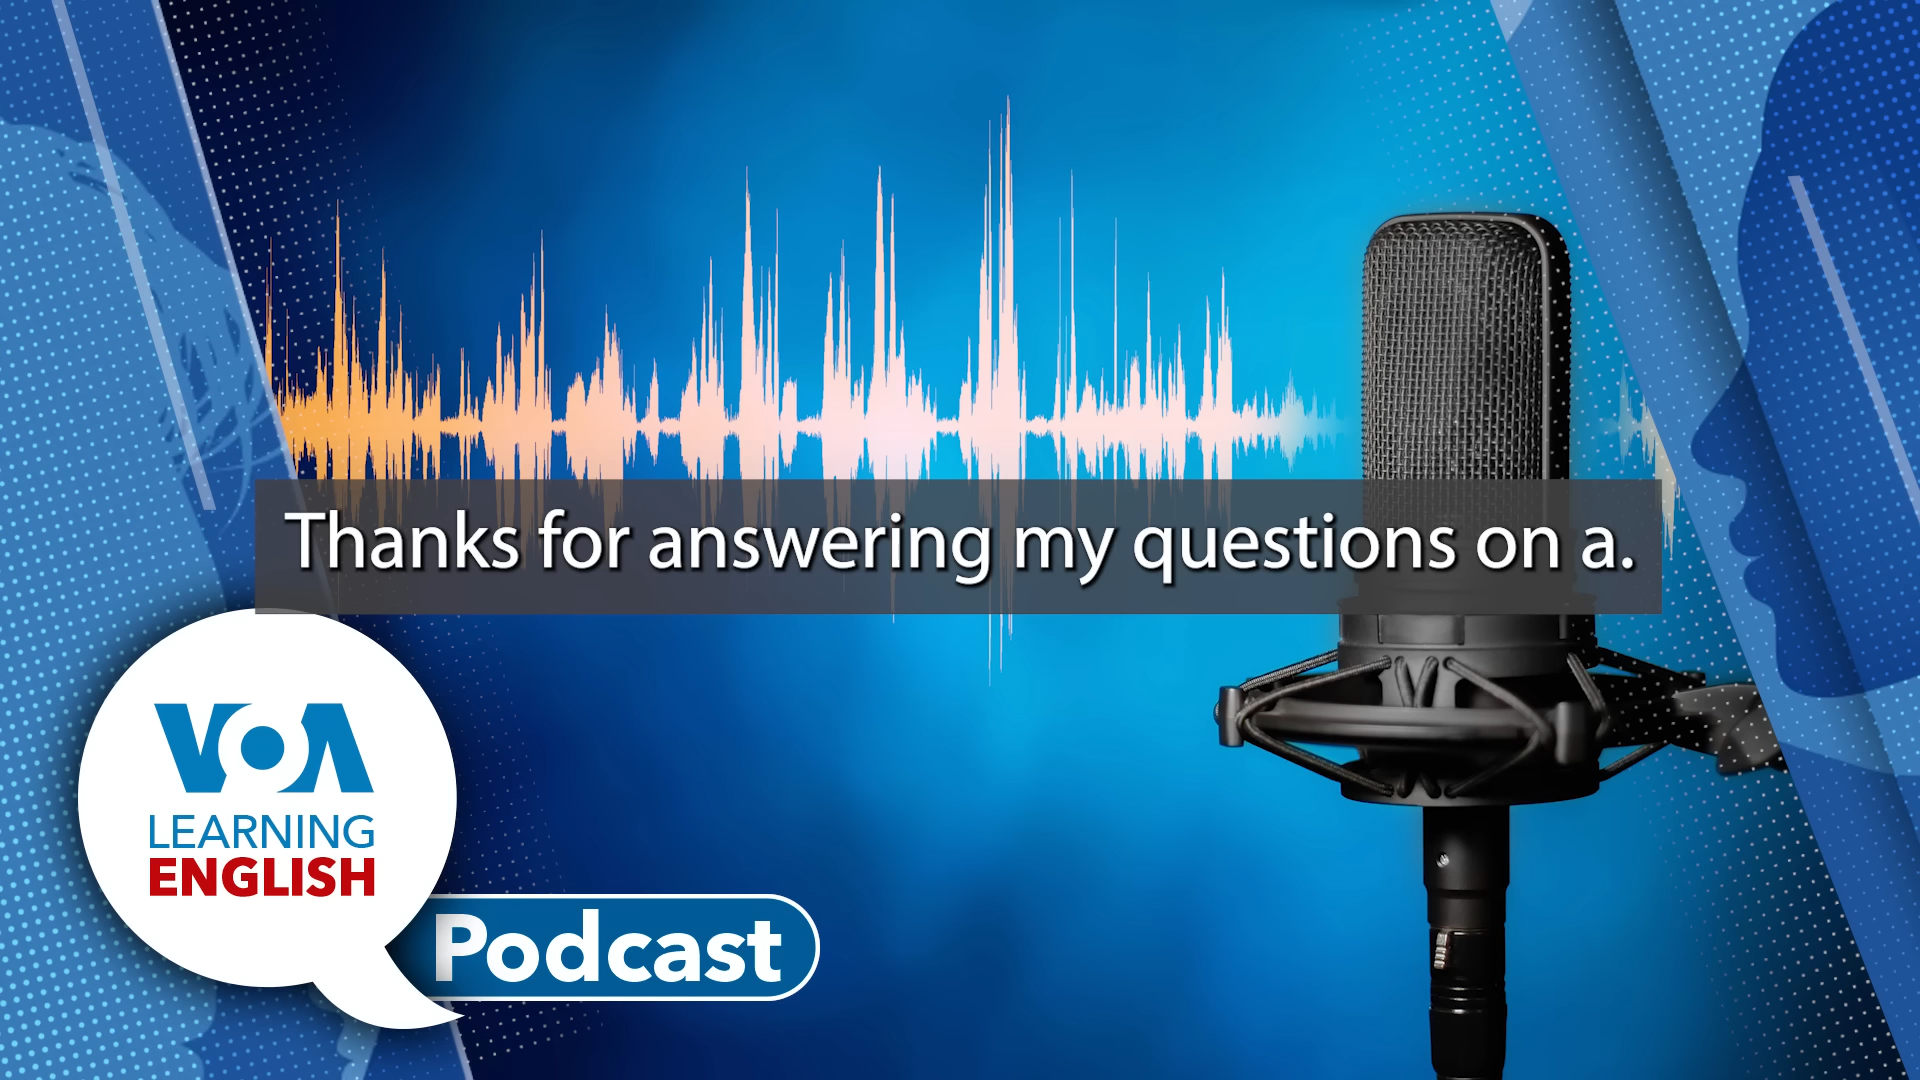 Thanks for answering my questions on a.
VOA
LEARNING
ENGLISH
Podcast